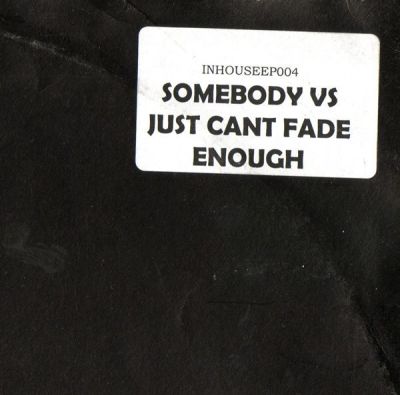 INHOUSEEP004
SOMEBODY VS
JUST CANT FADE
ENOUGH